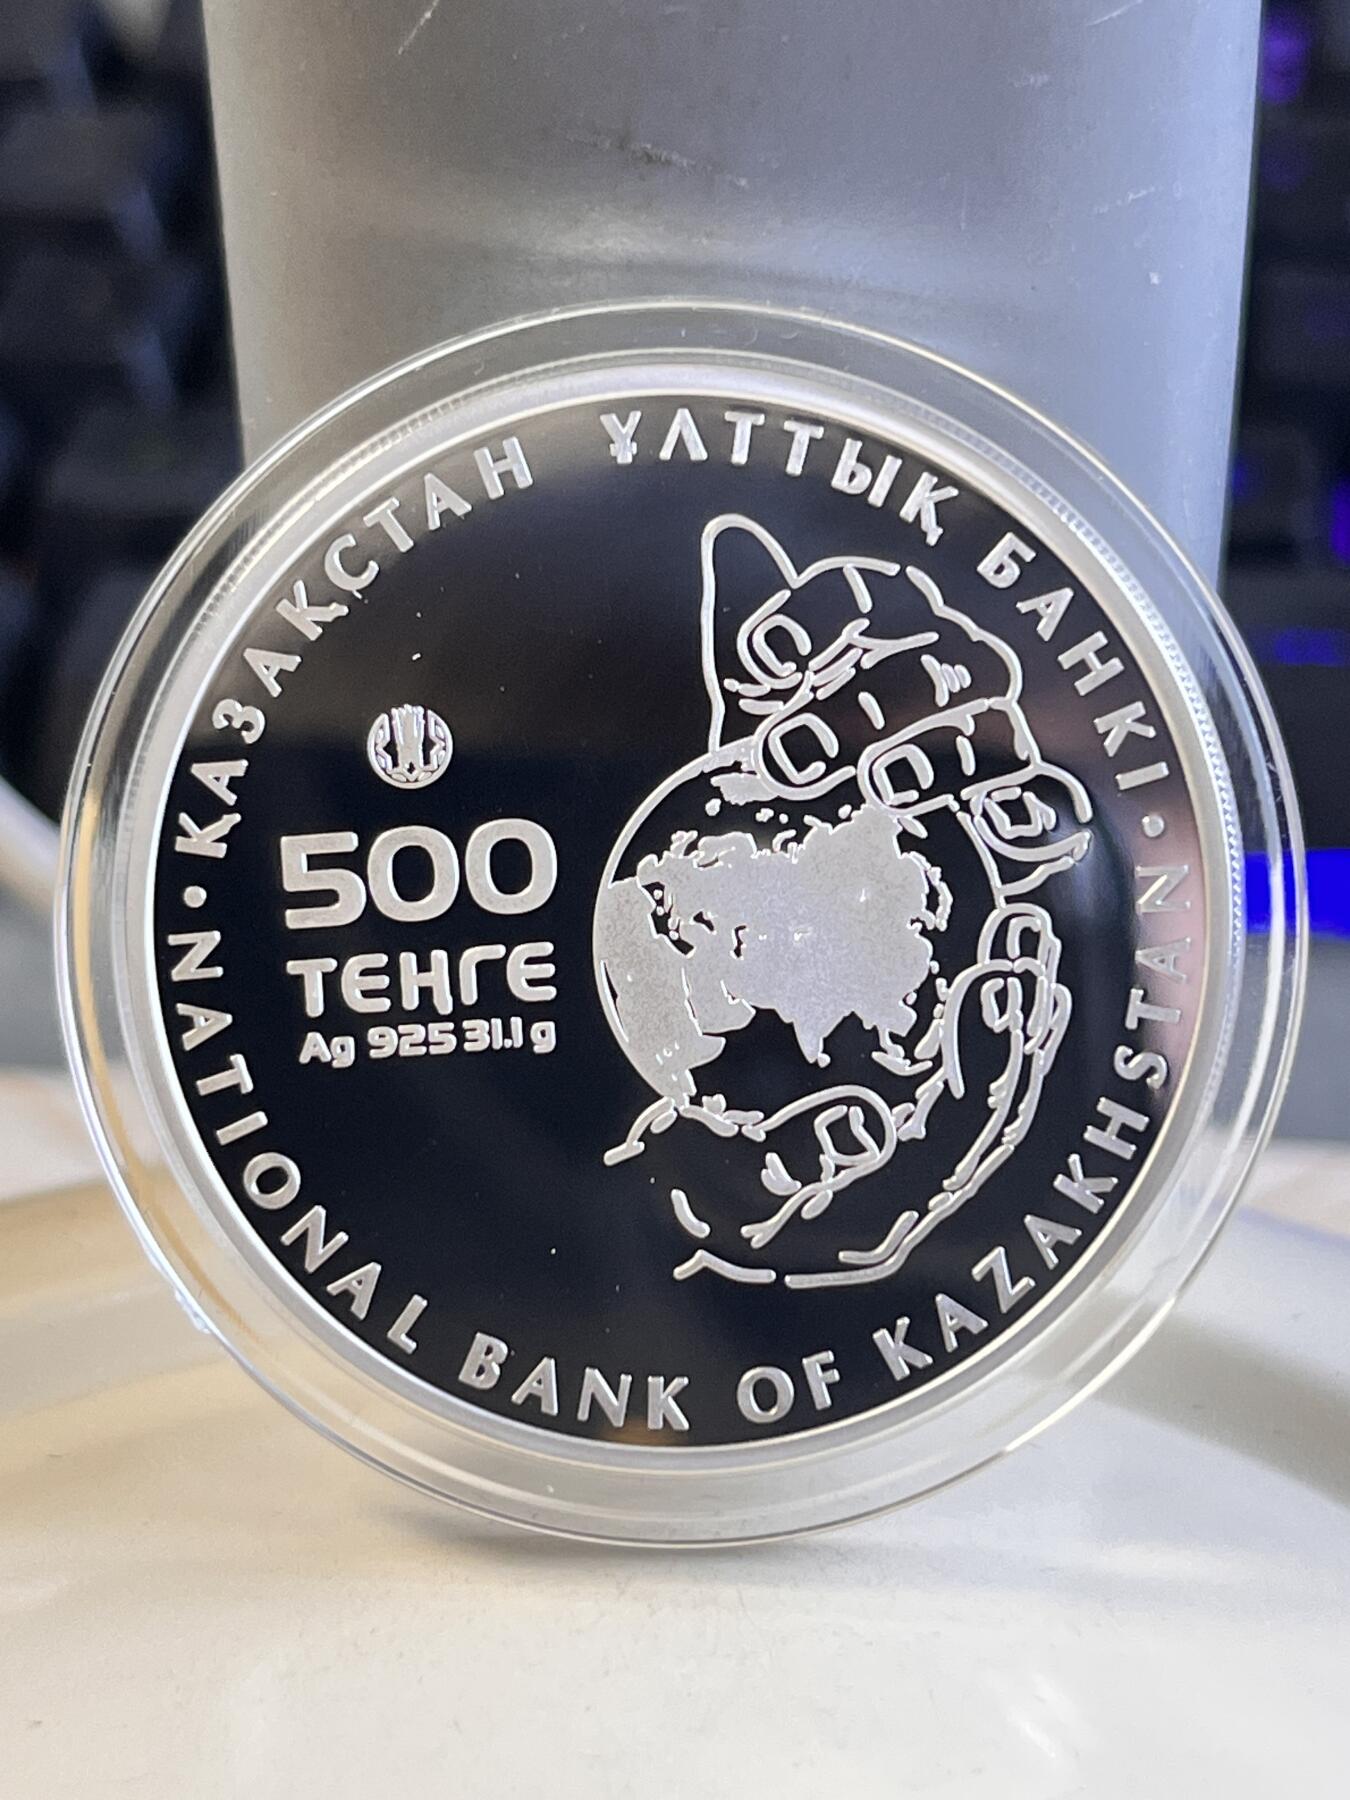 ҚАЗАҚСТАН ҰЛТТЫҚ БАНКІ
500
ТЕҢГЕ
Ag 925 31.1 g
NATIONAL BANK OF KAZAKHSTAN